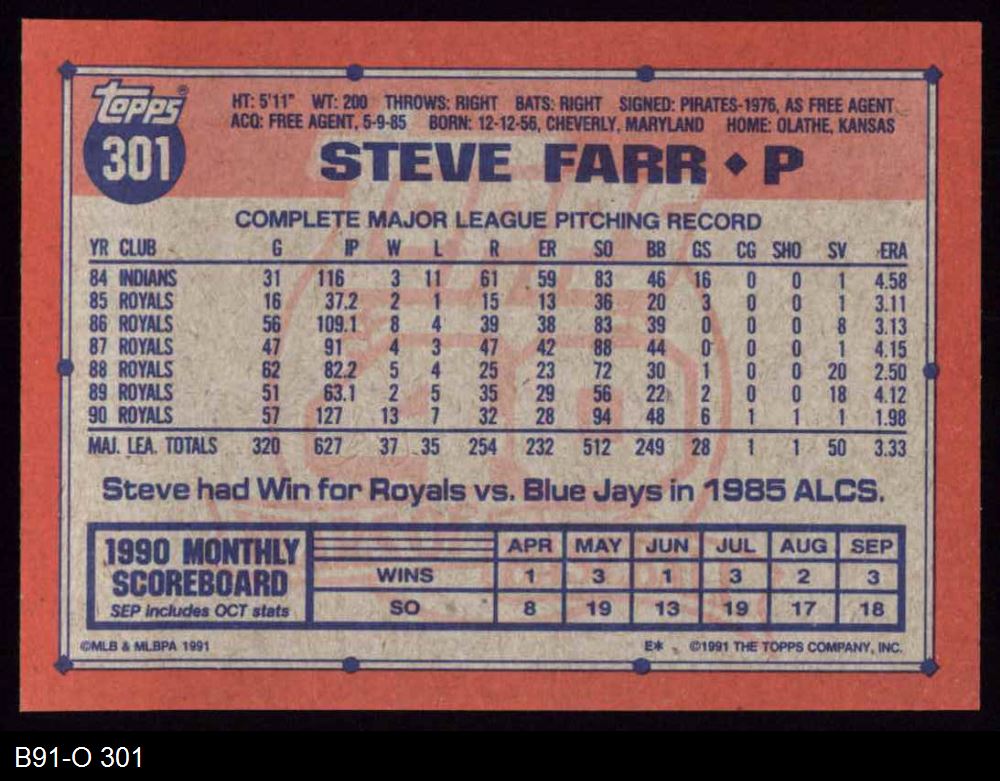 topps®
301
HT: 5'11" WT: 200 THROWS: RIGHT BATS: RIGHT SIGNED: PIRATES-1976, AS FREE AGENT
ACQ: FREE AGENT, 5-9-85 BORN: 12-12-56, CHEVERLY, MARYLAND HOME: OLATHE, KANSAS
STEVE FARR ♦ P
COMPLETE MAJOR LEAGUE PITCHING RECORD
YR CLUB G IP W L R ER SO BB GS CG SHO SV ERA
84 INDIANS 31 116 3 11 61 59 83 46 16 0 0 1 4.58
85 ROYALS 16 37.2 2 1 15 13 36 20 3 0 0 1 3.11
86 ROYALS 56 109.1 8 4 39 38 83 39 0 0 0 8 3.13
87 ROYALS 47 91 4 3 47 42 88 44 0 0 0 1 4.15
88 ROYALS 62 82.2 5 4 25 23 72 30 1 0 0 20 2.50
89 ROYALS 51 63.1 2 5 35 29 56 22 2 0 0 18 4.12
90 ROYALS 57 127 13 7 32 28 94 48 6 1 1 1 1.98
MAJ. LEA. TOTALS 320 627 37 35 254 232 512 249 28 1 1 50 3.33
Steve had Win for Royals vs. Blue Jays in 1985 ALCS.
1990 MONTHLY SCOREBOARD
SEP includes OCT stats
APR MAY JUN JUL AUG SEP
WINS 1 3 1 3 2 3
SO 8 19 13 19 17 18
©MLB & MLBPA 1991 E* ©1991 THE TOPPS COMPANY, INC.
B91-O 301